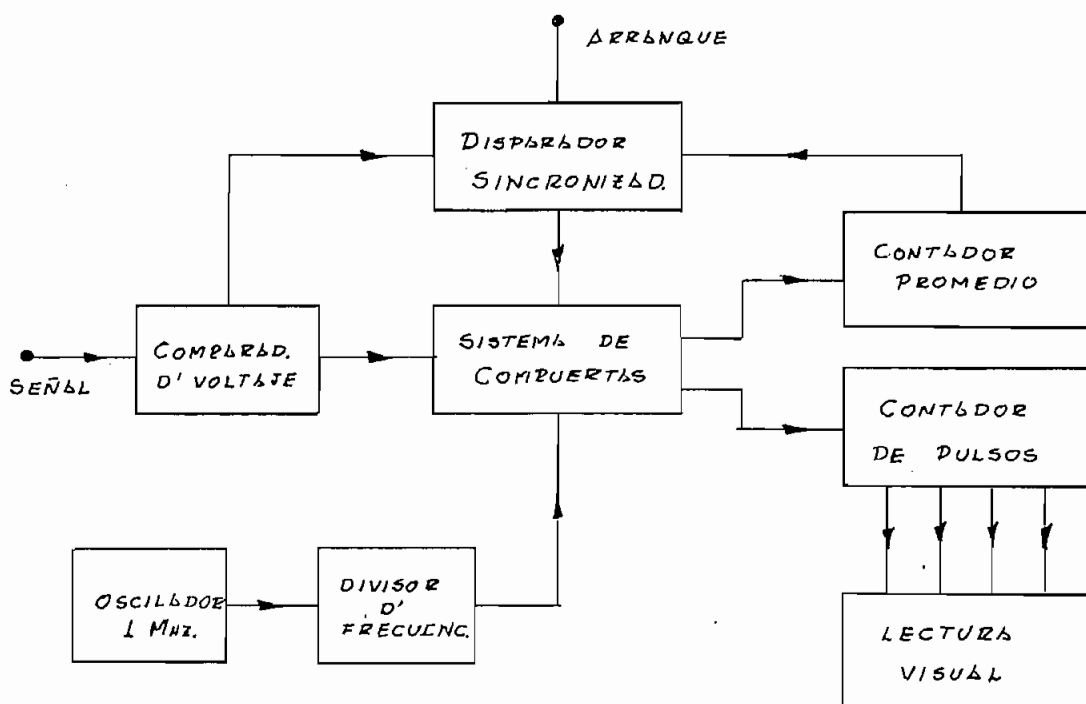 ARRANQUE
DISPARADOR
SINCRONIZAD.
CONTADOR
PROMEDIO
SISTEMA DE
COMPUERTAS
COMPARAD.
D' VOLTAJE
SEÑAL
CONTADOR
DE PULSOS
OSCILADOR
1 MHZ.
DIVISOR
D'
FRECUENC.
LECTURA
VISUAL